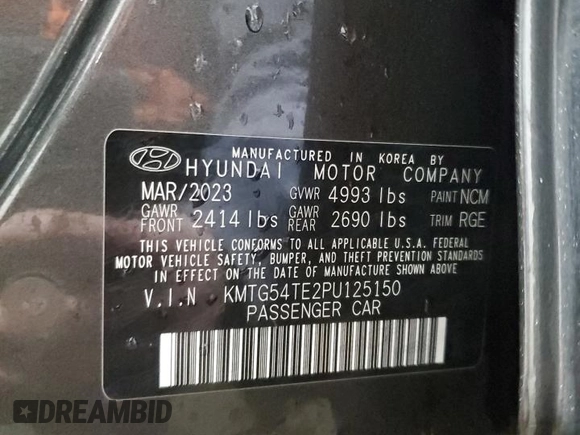 MANUFACTURED IN KOREA BY
HYUNDAI MOTOR COMPANY
MAR/2023 GVWR 4993 lbs PAINT NCM
GAWR FRONT 2414 lbs GAWR REAR 2690 lbs TRIM RGE
THIS VEHICLE CONFORMS TO ALL APPLICABLE U.S.A. FEDERAL
MOTOR VEHICLE SAFETY, BUMPER, AND THEFT PREVENTION STANDARDS
IN EFFECT ON THE DATE OF MANUFACTURE SHOWN ABOVE.
V.I.N KMTG54TE2PU125150
PASSENGER CAR
DREAMBID